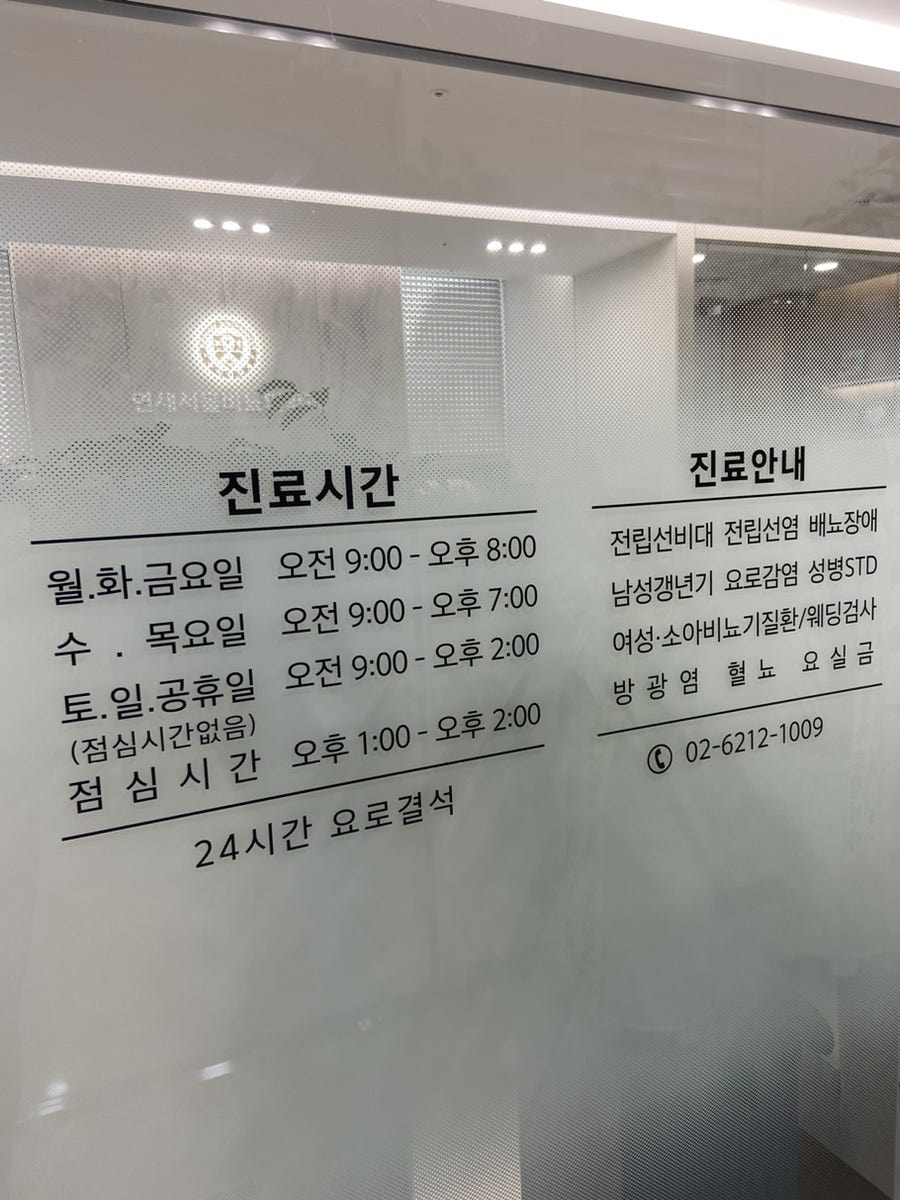 진료시간
월.화.금요일 오전 9:00 - 오후 8:00
수 . 목요일 오전 9:00 - 오후 7:00
토.일.공휴일 오전 9:00 - 오후 2:00
(점심시간없음)
점 심 시 간 오후 1:00 - 오후 2:00
24시간 요로결석
진료안내
전립선비대 전립선염 배뇨장애
남성갱년기 요로감염 성병STD
여성·소아비뇨기질환/웨딩검사
방 광 염 혈 뇨 요 실 금
02-6212-1009